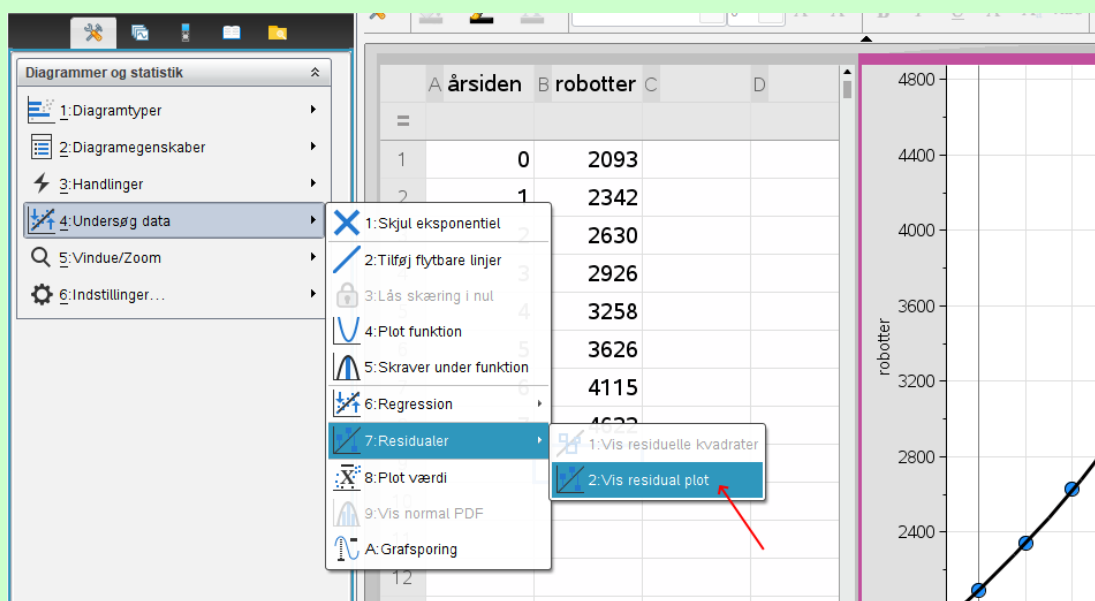 Diagrammer og statistik
1:Diagramtyper
2:Diagramegenskaber
3:Handlinger
4:Undersøg data
5:Vindue/Zoom
6:Indstillinger...
1:Skjul eksponentiel
2:Tilføj flytbare linjer
3:Lås skæring i nul
4:Plot funktion
5:Skraver under funktion
6:Regression
7:Residualer
8:Plot værdi
9:Vis normal PDF
A:Grafsporing
1:Vis residuelle kvadrater
2:Vis residual plot
A årsiden B robotter C D
=
1 0 2093
2 1 2342
2 2630
3 2926
4 3258
5 3626
6 4115
4622
12
4800
4400
4000
3600
3200
2800
2400
robotter